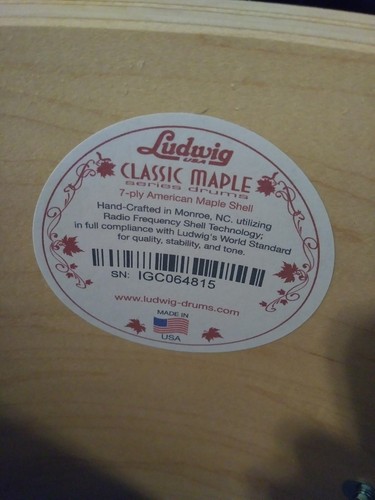 Ludwig
USA
CLASSIC MAPLE
series drums
7-ply American Maple Shell
Hand-Crafted in Monroe, NC. utilizing
Radio Frequency Shell Technology;
in full compliance with Ludwig's World Standard
for quality, stability, and tone.
SN: IGC064815
www.ludwig-drums.com
MADE IN
USA